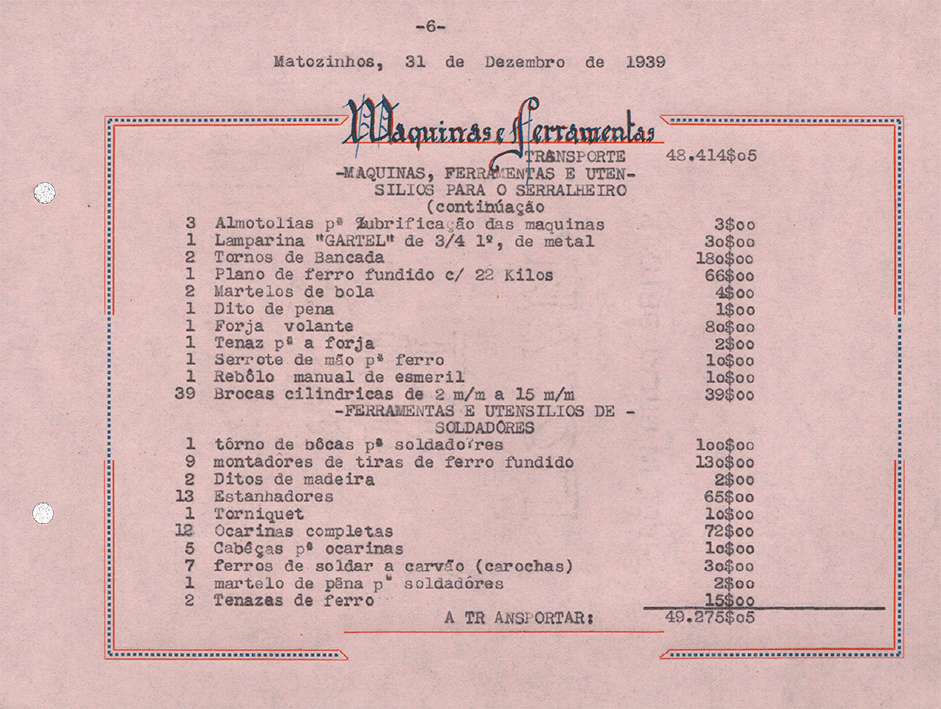 -6-
Matozinhos, 31 de Dezembro de 1939
Maquinas e Ferramentas
TRANSPORTE 48.414$o5
-MAQUINAS, FERRAMENTAS E UTEN-
SILIOS PARA O SERRALHEIRO
(continúação
3 Almotolias pª lubrificação das maquinas 3$oo
1 Lamparina "GARTEL" de 3/4 lº, de metal 3o$oo
2 Tornos de Bancada 18o$oo
1 Plano de ferro fundido c/ 22 Kilos 66$oo
2 Martelos de bola 4$oo
1 Dito de pena 1$oo
1 Forja volante 8o$oo
1 Tenaz pª a forja 2$oo
1 Serrote de mão pª ferro 1o$oo
1 Rebôlo manual de esmeril 1o$oo
39 Brocas cilindricas de 2 m/m a 15 m/m 39$oo
-FERRAMENTAS E UTENSILIOS DE -
SOLDADÔRES
1 tôrno de bôcas pª soldadores 1oo$oo
9 montadôres de tiras de ferro fundido 13o$oo
2 Ditos de madeira 2$oo
13 Estanhadores 65$oo
1 Torniquet 1o$oo
12 Ocarinas completas 72$oo
5 Cabêças pª ocarinas 1o$oo
7 ferros de soldar a carvão (carochas) 3o$oo
1 martelo de pêna pª soldadôres 2$oo
2 Tenazas de ferro 15$oo
A TR ANSPORTAR: 49.275$o5